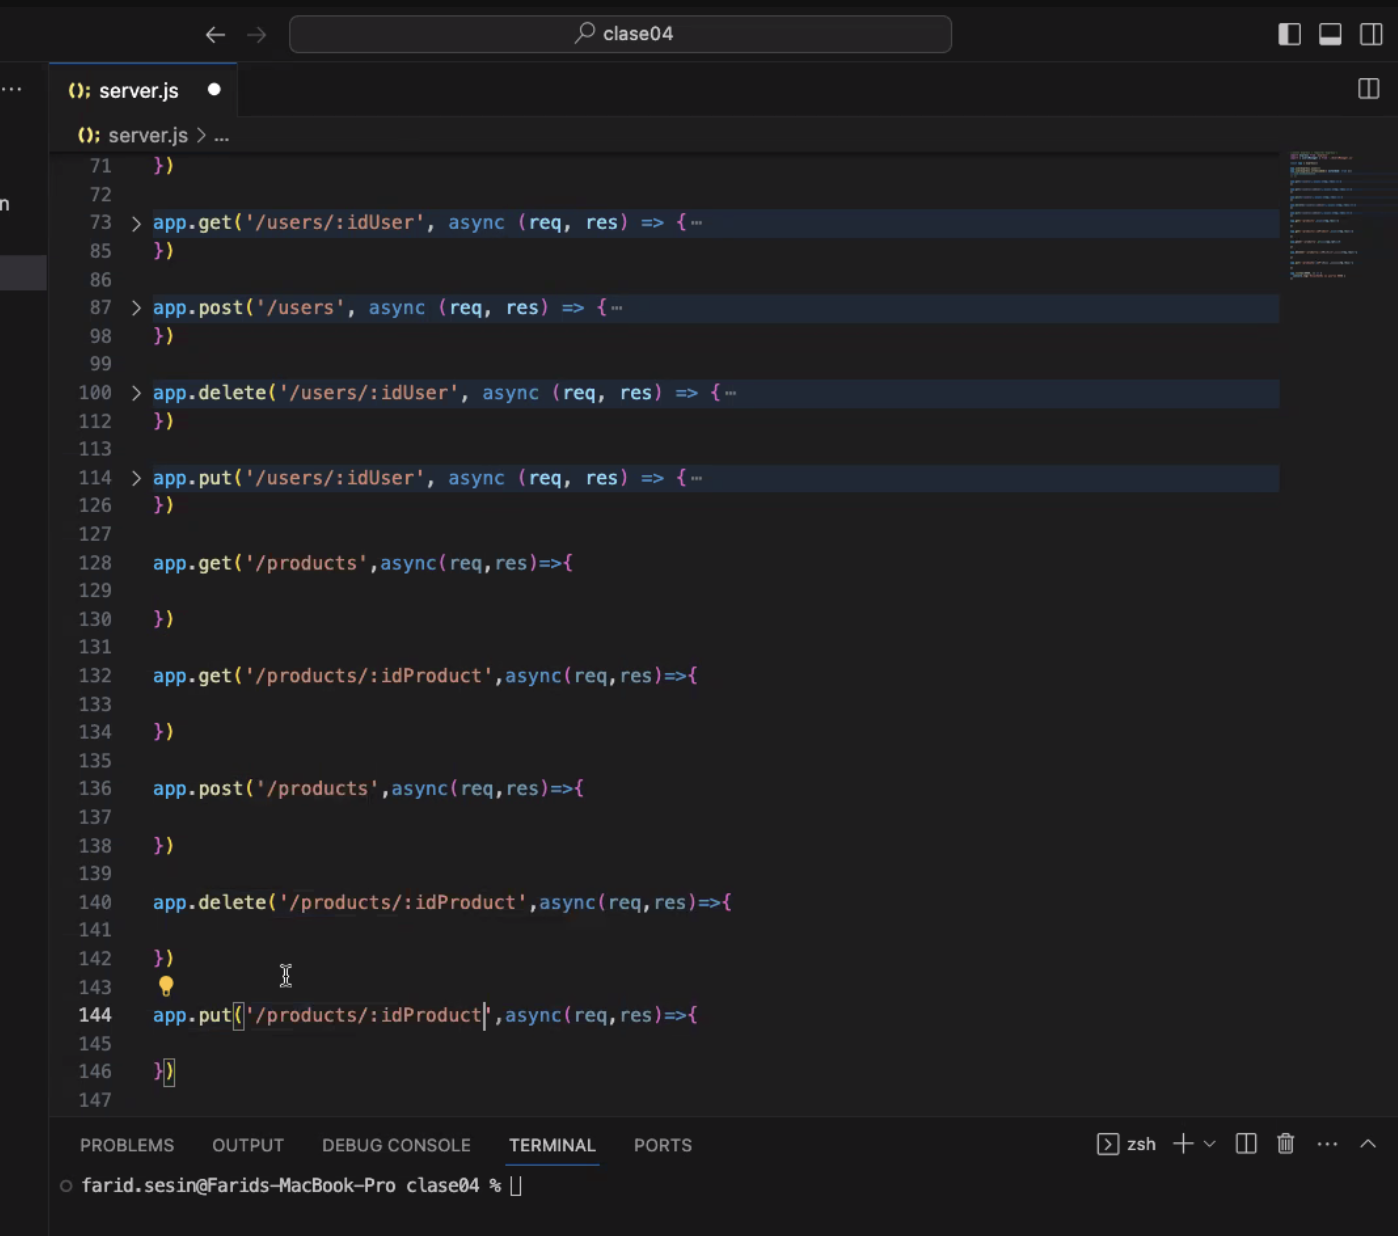 clase04
server.js
server.js > ...
n
71 })
72
73 app.get('/users/:idUser', async (req, res) => {⋯
85 })
86
87 app.post('/users', async (req, res) => {⋯
98 })
99
100 app.delete('/users/:idUser', async (req, res) => {⋯
112 })
113
114 app.put('/users/:idUser', async (req, res) => {⋯
126 })
127
128 app.get('/products',async(req,res)=>{
129
130 })
131
132 app.get('/products/:idProduct',async(req,res)=>{
133
134 })
135
136 app.post('/products',async(req,res)=>{
137
138 })
139
140 app.delete('/products/:idProduct',async(req,res)=>{
141
142 })
143
144 app.put('/products/:idProduct',async(req,res)=>{
145
146 })
147
PROBLEMS OUTPUT DEBUG CONSOLE TERMINAL PORTS zsh
farid.sesin@Farids-MacBook-Pro clase04 %